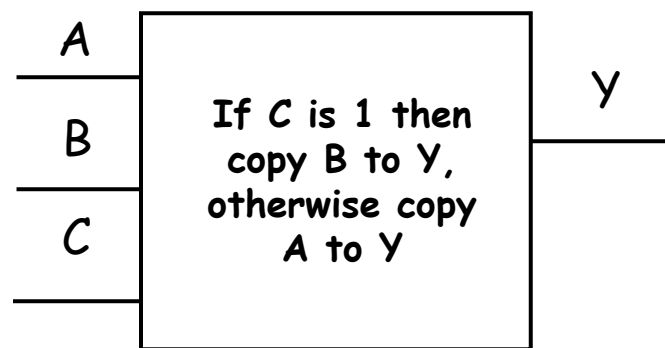 A
B
C
If C is 1 then
copy B to Y,
otherwise copy
A to Y
Y